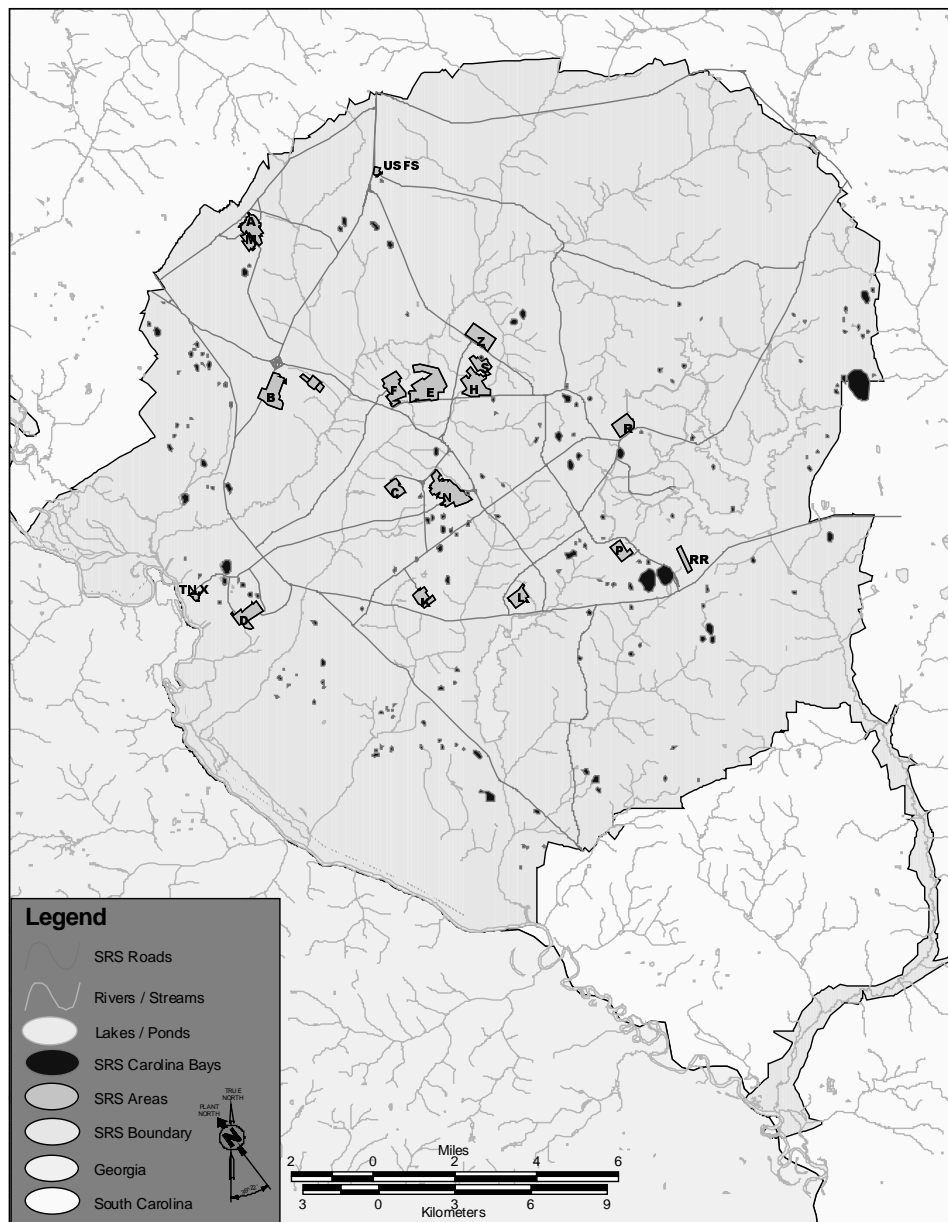 USFS
A
M
Z
S
F
E
H
B
R
C
N
P
RR
TNX
K
L
D
Legend
SRS Roads
Rivers / Streams
Lakes / Ponds
SRS Carolina Bays
SRS Areas
SRS Boundary
Georgia
South Carolina
TRUE
NORTH
PLANT
NORTH
N
Miles
2 0 2 4 6
3 0 3 6 9
Kilometers